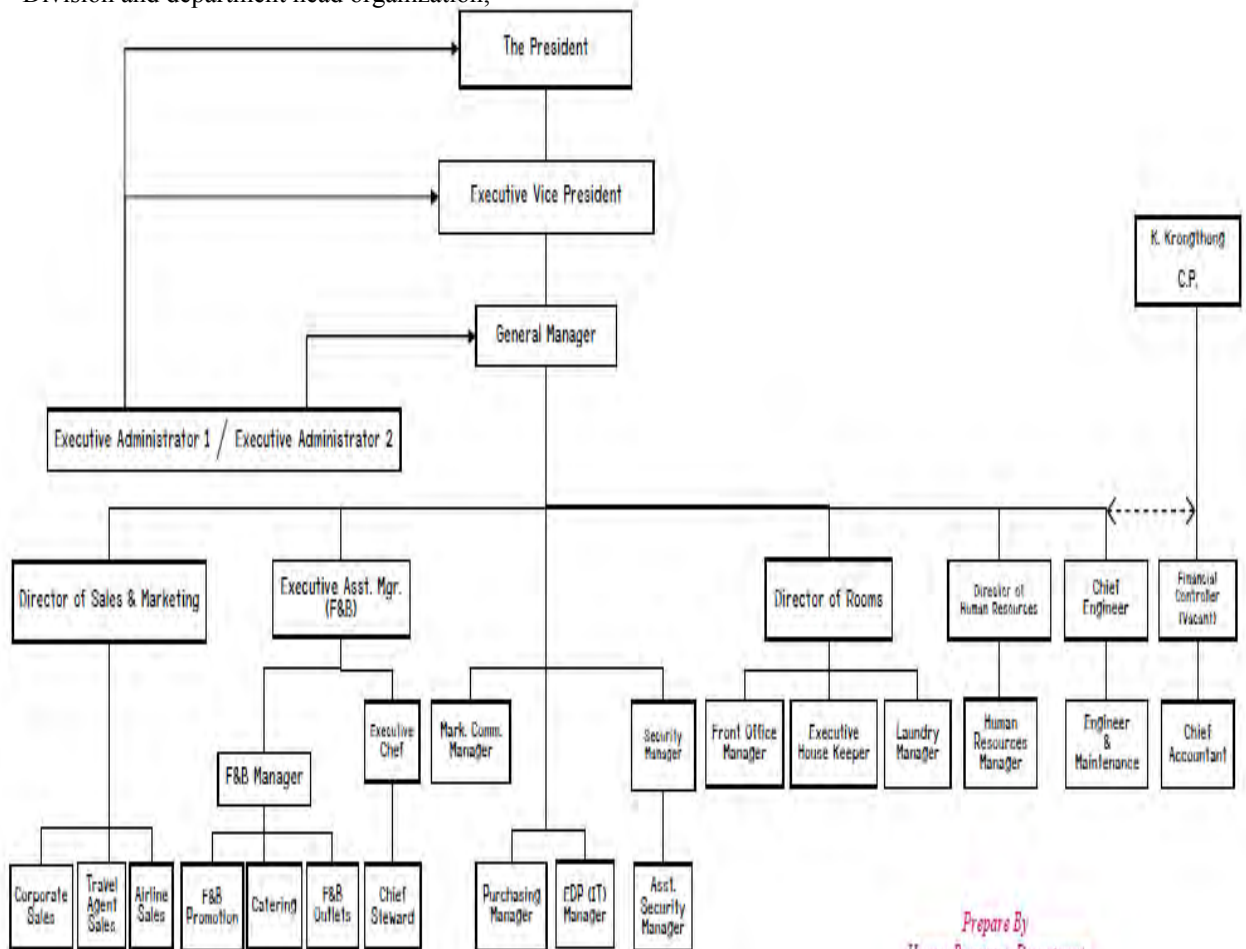 Division and department head organization,
The President
Executive Vice President
K. Krongthong
C.P.
General Manager
Executive Administrator 1 / Executive Administrator 2
Director of Sales & Marketing
Executive Asst. Mgr.
(F&B)
Director of Rooms
Director of
Human Resources
Chief
Engineer
Financial
Controller
(Vacant)
Executive
Chef
Mark. Comm.
Manager
Security
Manager
Front Office
Manager
Executive
House Keeper
Laundry
Manager
Human
Resources
Manager
Engineer
&
Maintenance
Chief
Accountant
F&B Manager
Corporate
Sales
Travel
Agent
Sales
Airline
Sales
F&B
Promotion
Catering
F&B
Outlets
Chief
Steward
Purchasing
Manager
EDP (IT)
Manager
Asst.
Security
Manager
Prepare By